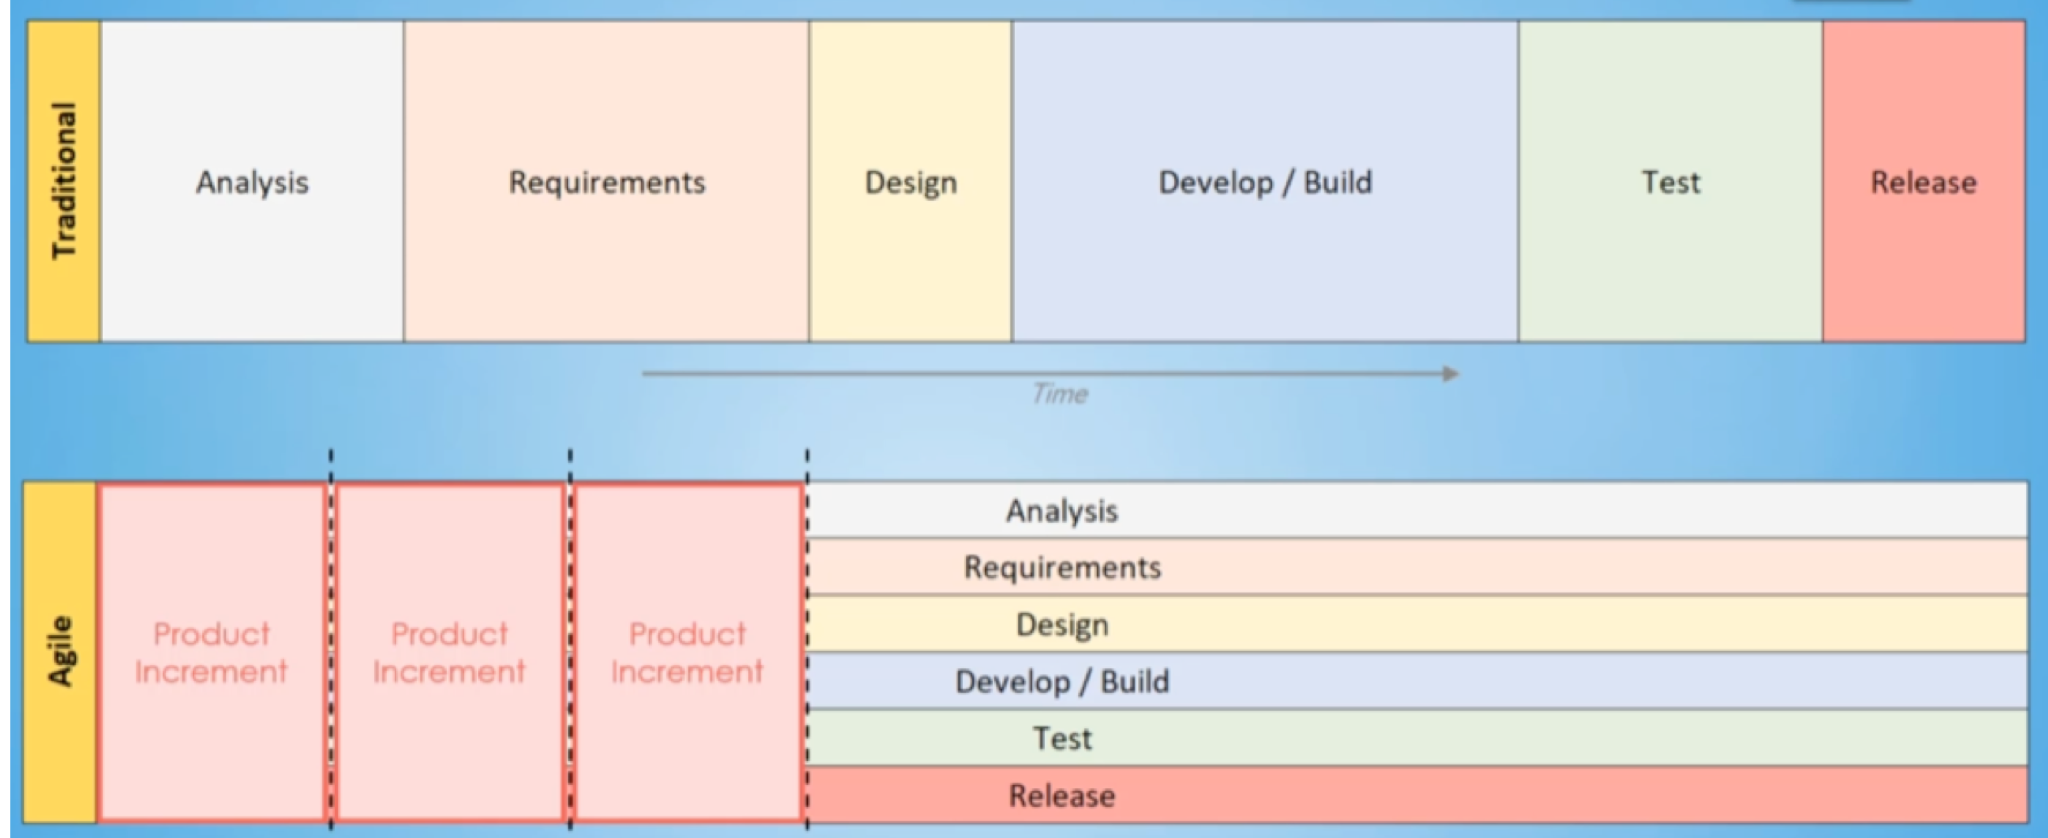 Traditional
Analysis
Requirements
Design
Develop / Build
Test
Release
Time
Agile
Product
Increment
Product
Increment
Product
Increment
Analysis
Requirements
Design
Develop / Build
Test
Release